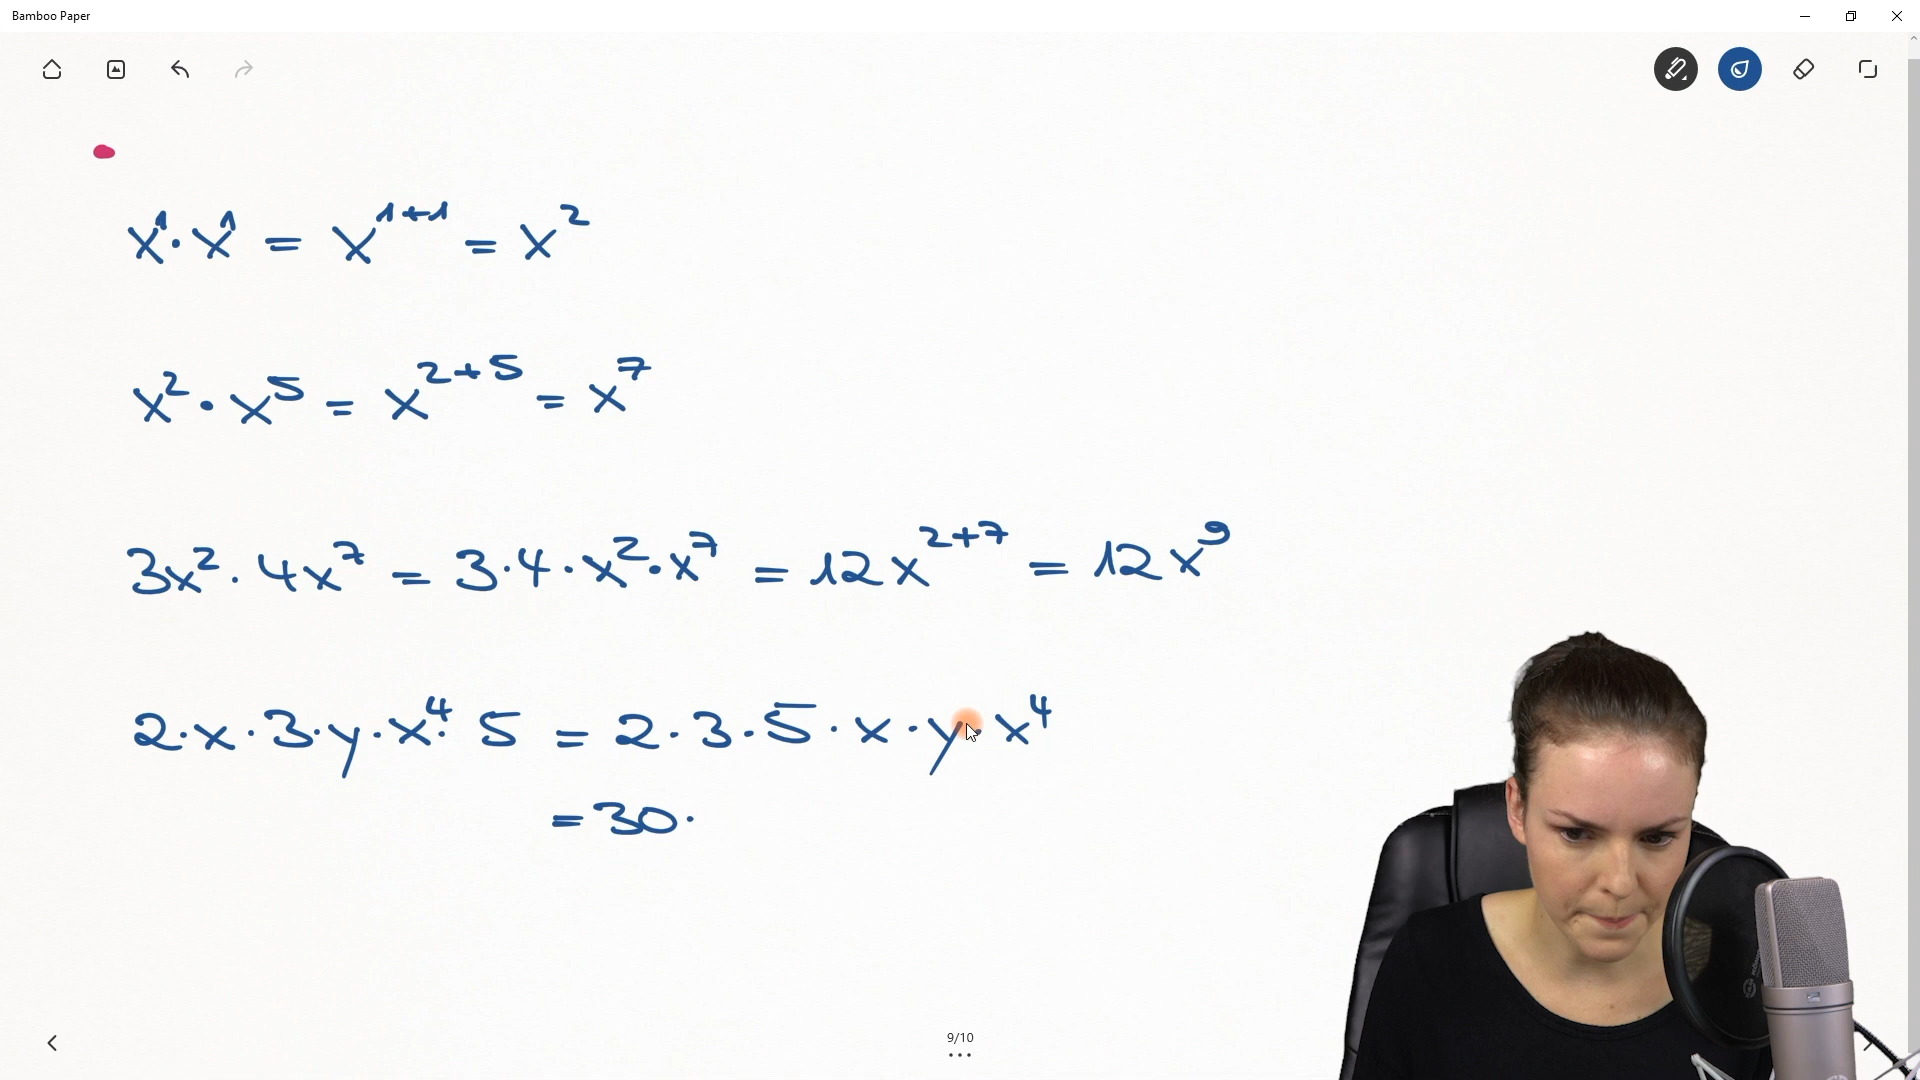 Bamboo Paper
x¹·x¹ = x¹⁺¹ = x²
x²·x⁵ = x²⁺⁵ = x⁷
3x²·4x⁷ = 3·4·x²·x⁷ = 12x²⁺⁷ = 12x⁹
2·x·3·y·x⁴·5 = 2·3·5·x·y·x⁴
=30·
9/10